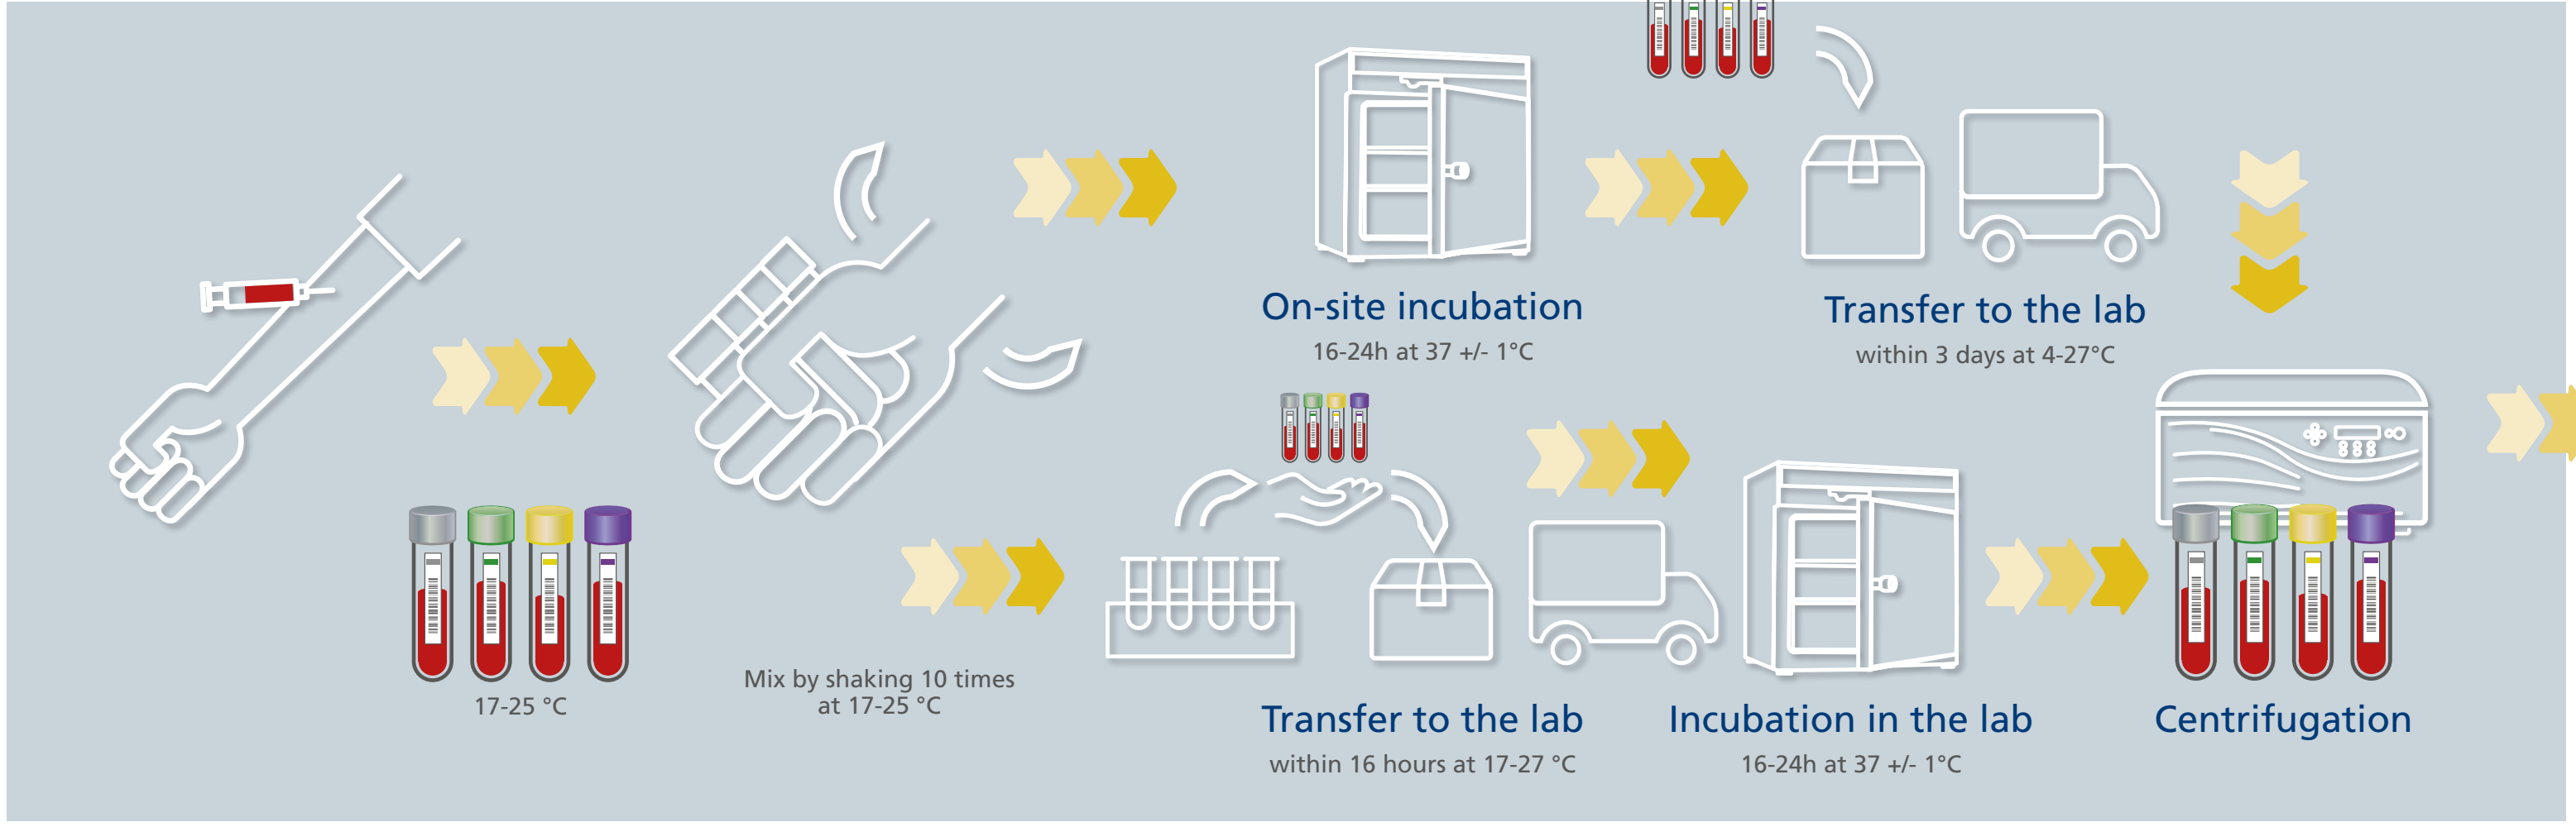 17-25 °C
Mix by shaking 10 times
at 17-25 °C
On-site incubation
16-24h at 37 +/- 1°C
Transfer to the lab
within 3 days at 4-27°C
Transfer to the lab
within 16 hours at 17-27 °C
Incubation in the lab
16-24h at 37 +/- 1°C
Centrifugation